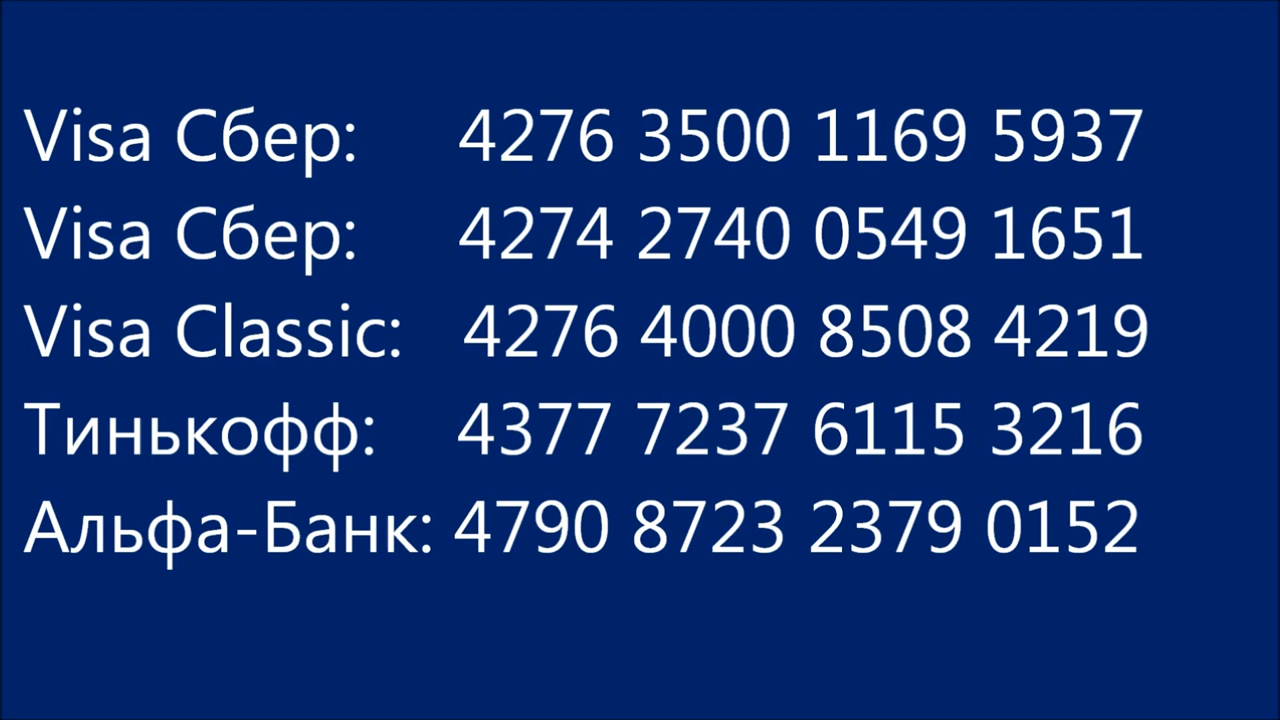 Visa Сбер: 4276 3500 1169 5937
Visa Сбер: 4274 2740 0549 1651
Visa Classic: 4276 4000 8508 4219
Тинькофф: 4377 7237 6115 3216
Альфа-Банк: 4790 8723 2379 0152